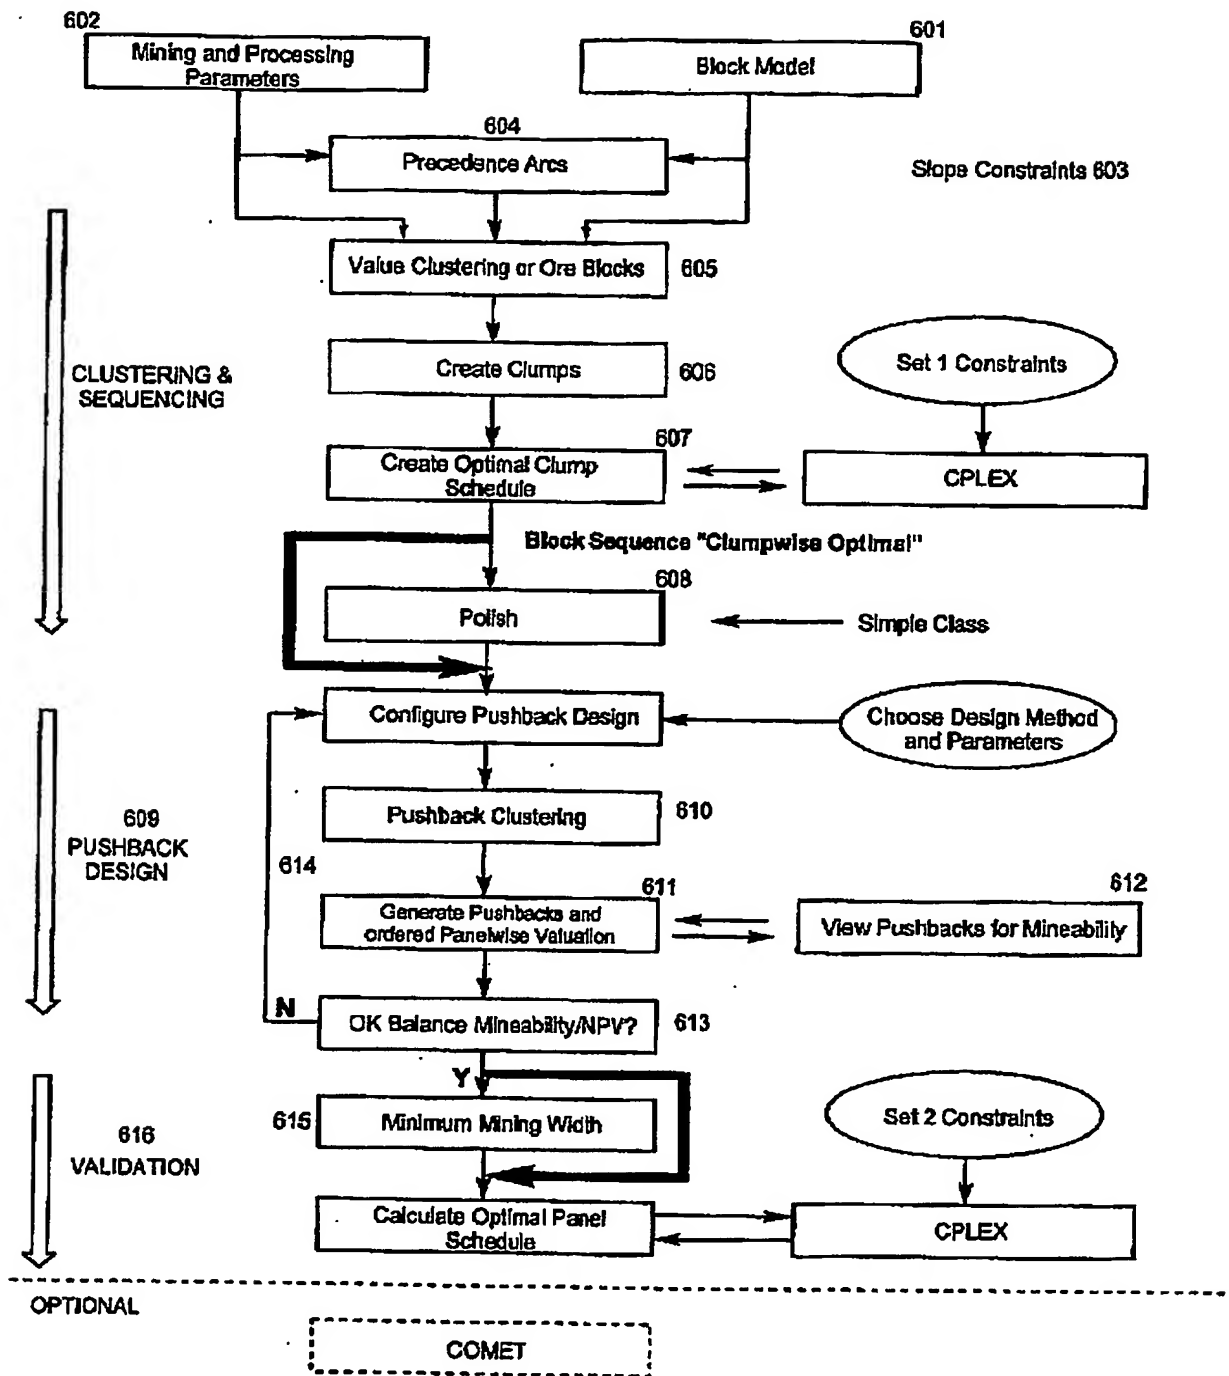 602
Mining and Processing
Parameters
601
Block Model
604
Precedence Arcs
Slope Constraints 603
Value Clustering or Ore Blocks
605
CLUSTERING &
SEQUENCING
Create Clumps
606
Set 1 Constraints
607
Create Optimal Clump
Schedule
CPLEX
Block Sequence "Clumpwise Optimal"
608
Polish
Simple Class
Configure Pushback Design
Choose Design Method
and Parameters
609
PUSHBACK
DESIGN
Pushback Clustering
610
614
611
Generate Pushbacks and
ordered Panelwise Valuation
612
View Pushbacks for Mineability
N
OK Balance Mineability/NPV?
613
Y
615
Minimum Mining Width
Set 2 Constraints
616
VALIDATION
Calculate Optimal Panel
Schedule
CPLEX
OPTIONAL
COMET